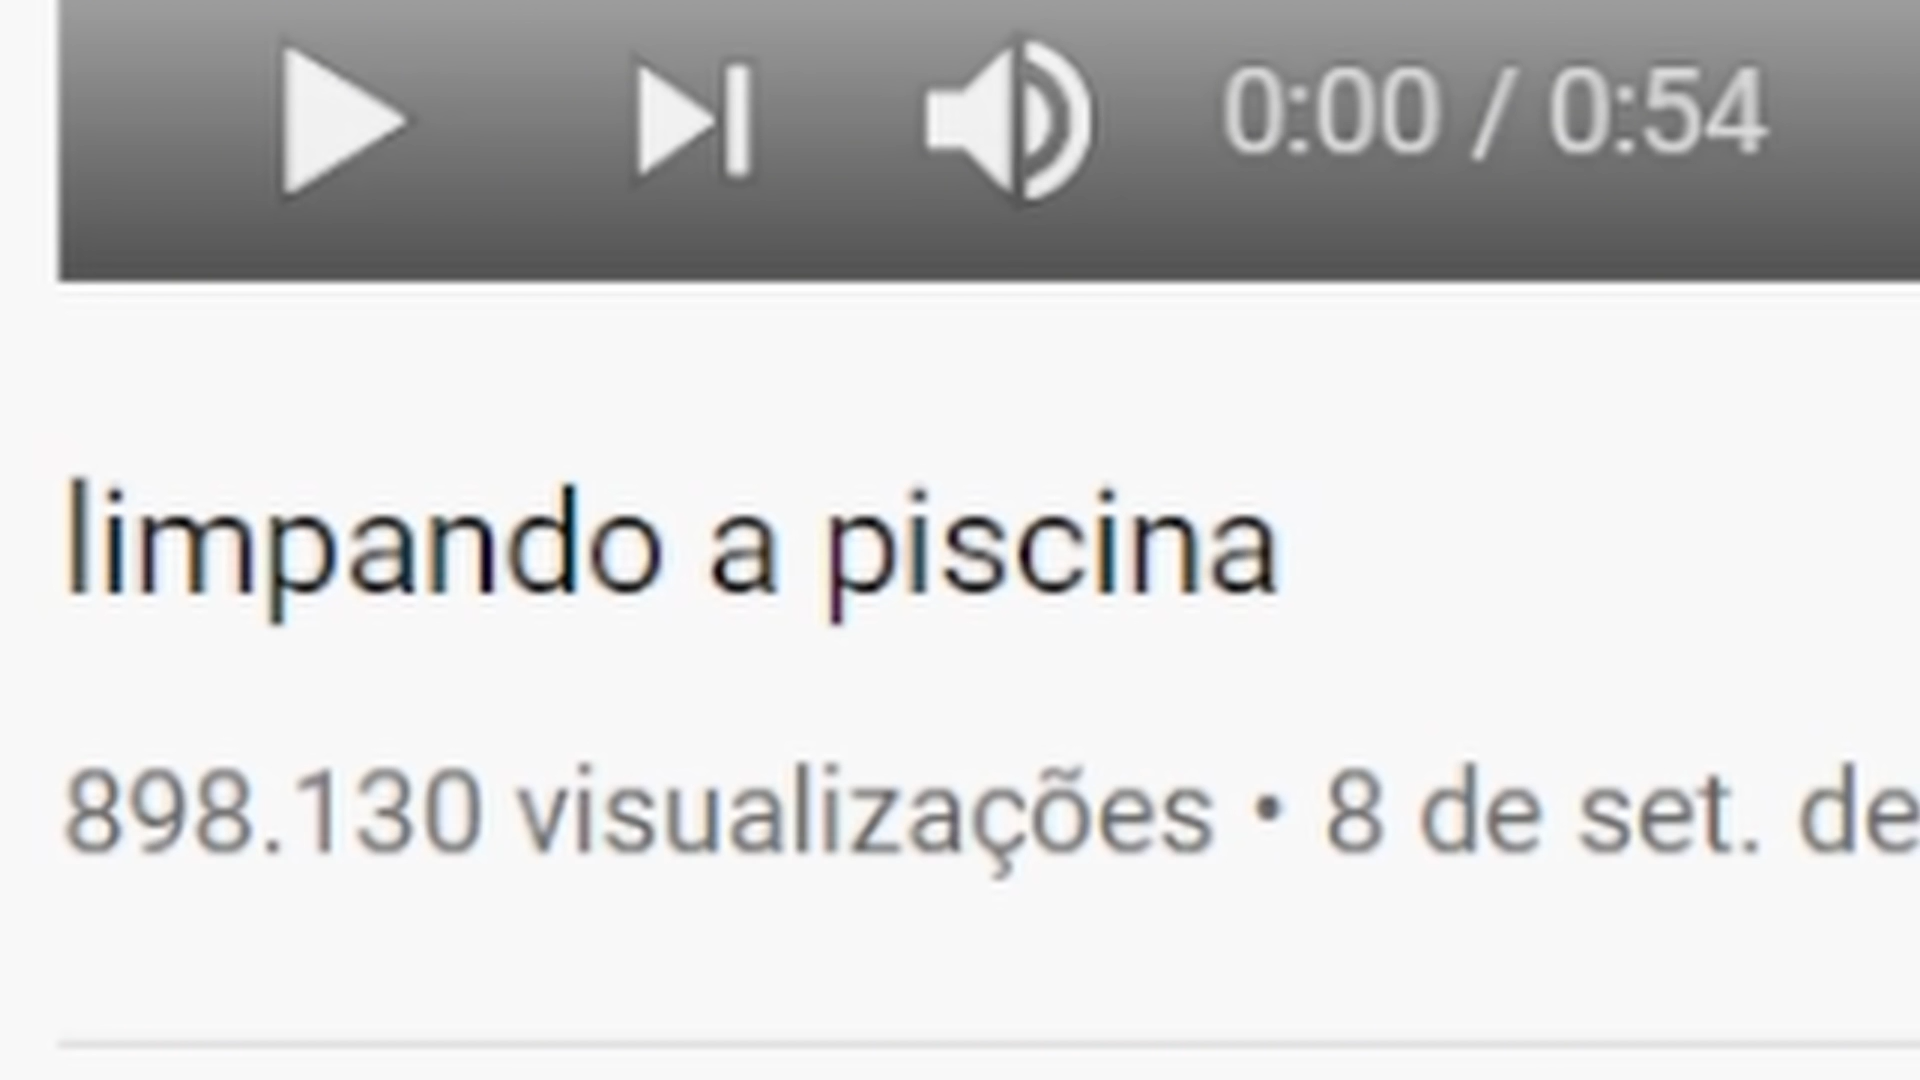 0:00 / 0:54
limpando a piscina
898.130 visualizações • 8 de set. de